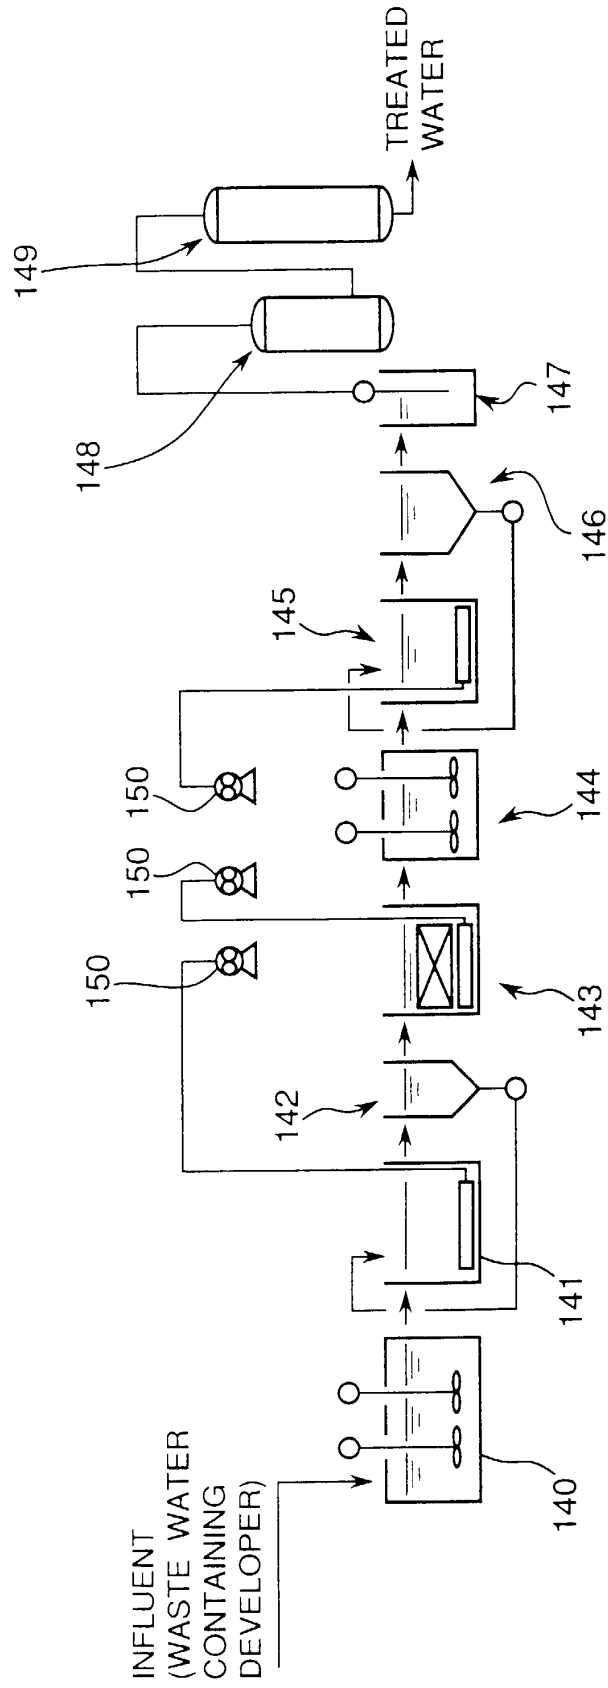 INFLUENT
(WASTE WATER
CONTAINING
DEVELOPER)
140
141
142
143
144
145
146
147
148
149
150
150
150
TREATED
WATER